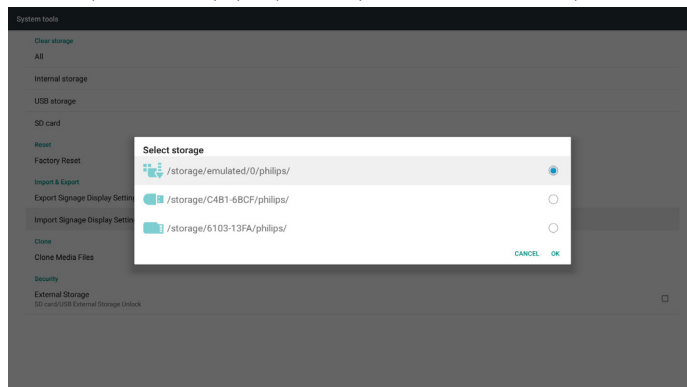 System tools
Clear storage
All
Internal storage
USB storage
SD card
Reset
Factory Reset
Import & Export
Export Signage Display Settin
Import Signage Display Settin
Clone
Clone Media Files
Security
External Storage
SD card/USB External Storage Unlock
Select storage
/storage/emulated/0/philips/
/storage/C4B1-6BCF/philips/
/storage/6103-13FA/philips/
CANCEL OK